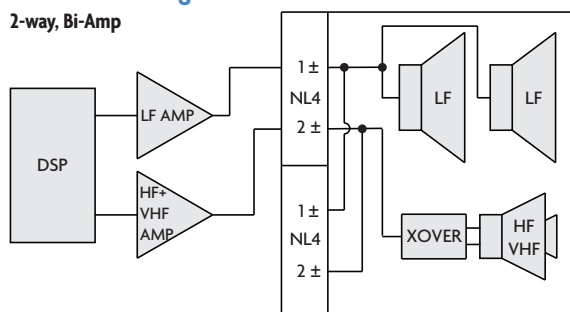 2-way, Bi-Amp
DSP
LF AMP
HF+
VHF
AMP
1 ±
NL4
2 ±
1 ±
NL4
2 ±
LF
LF
XOVER
HF
VHF